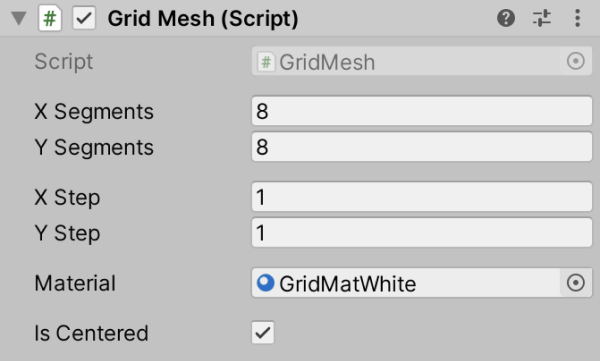 Grid Mesh (Script)
Script GridMesh
X Segments 8
Y Segments 8
X Step 1
Y Step 1
Material GridMatWhite
Is Centered